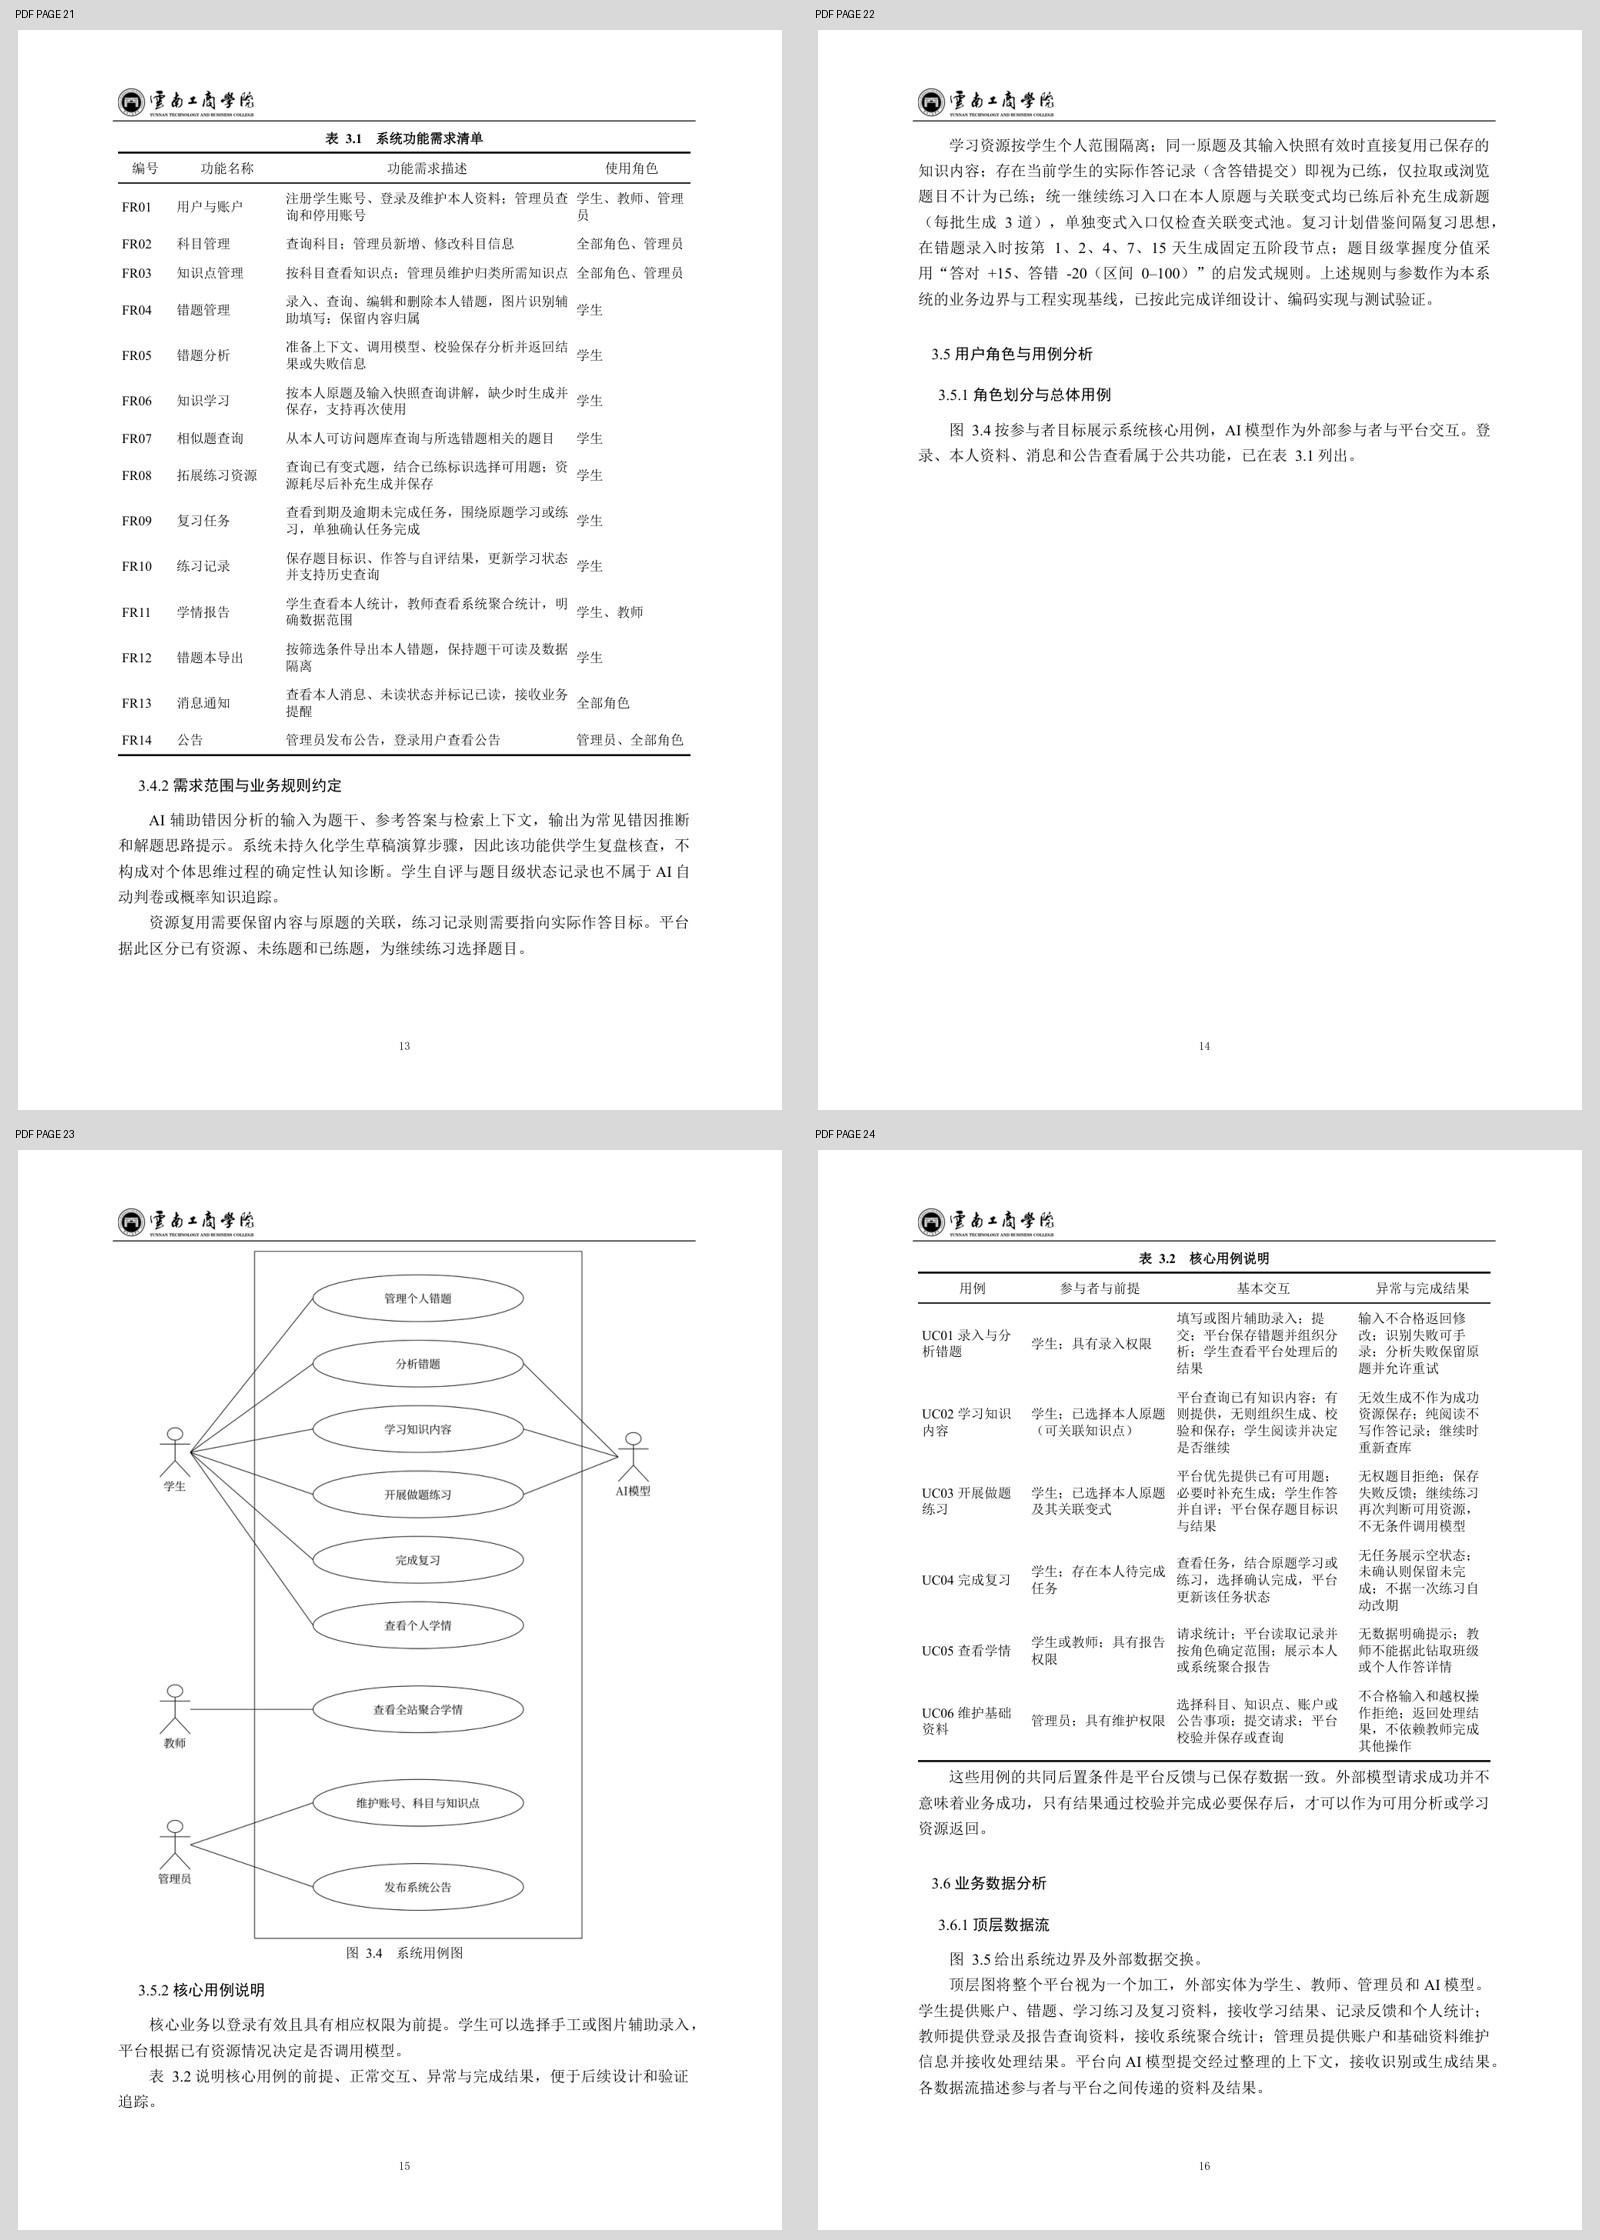 PDF PAGE 21
雲南工商學院
YUNNAN TECHNOLOGY AND BUSINESS COLLEGE
表 3.1 系统功能需求清单
编号 功能名称 功能需求描述 使用角色
FR01 用户与账户 注册学生账号、登录及维护本人资料；管理员查询和停用账号 学生、教师、管理员
FR02 科目管理 查询科目；管理员新增、修改科目信息 全部角色、管理员
FR03 知识点管理 按科目查看知识点；管理员维护归类所需知识点 全部角色、管理员
FR04 错题管理 录入、查询、编辑和删除本人错题，图片识别辅助填写；保留内容归属 学生
FR05 错题分析 准备上下文、调用模型、校验保存分析并返回结果或失败信息 学生
FR06 知识学习 按本人原题及输入快照查询讲解，缺少时生成并保存，支持再次使用 学生
FR07 相似题查询 从本人可访问题库查询与所选错题相关的题目 学生
FR08 拓展练习资源 查询已有变式题，结合已练标识选择可用题；资源耗尽后补充生成并保存 学生
FR09 复习任务 查看到期及逾期未完成任务，围绕原题学习或练习，单独确认任务完成 学生
FR10 练习记录 保存题目标识、作答与自评结果，更新学习状态并支持历史查询 学生
FR11 学情报告 学生查看本人统计，教师查看系统聚合统计，明确数据范围 学生、教师
FR12 错题本导出 按筛选条件导出本人错题，保持题干可读及数据隔离 学生
FR13 消息通知 查看本人消息、未读状态并标记已读，接收业务提醒 全部角色
FR14 公告 管理员发布公告，登录用户查看公告 管理员、全部角色
3.4.2 需求范围与业务规则约定
AI 辅助错因分析的输入为题干、参考答案与检索上下文，输出为常见错因推断
和解题思路提示。系统未持久化学生草稿演算步骤，因此该功能供学生复盘核查，不
构成对个体思维过程的确定性认知诊断。学生自评与题目级状态记录也不属于 AI 自
动判卷或概率知识追踪。
资源复用需要保留内容与原题的关联，练习记录则需要指向实际作答目标。平台
据此区分已有资源、未练题和已练题，为继续练习选择题目。
13
PDF PAGE 22
雲南工商學院
YUNNAN TECHNOLOGY AND BUSINESS COLLEGE
学习资源按学生个人范围隔离；同一原题及其输入快照有效时直接复用已保存的
知识内容；存在当前学生的实际作答记录（含答错提交）即视为已练，仅拉取或浏览
题目不计为已练；统一继续练习入口在本人原题与关联变式均已练后补充生成新题
（每批生成 3 道），单独变式入口仅检查关联变式池。复习计划借鉴间隔复习思想，
在错题录入时按第 1、2、4、7、15 天生成固定五阶段节点；题目级掌握度分值采
用“答对 +15、答错 -20（区间 0–100）”的启发式规则。上述规则与参数作为本系
统的业务边界与工程实现基线，已按此完成详细设计、编码实现与测试验证。
3.5 用户角色与用例分析
3.5.1 角色划分与总体用例
图 3.4 按参与者目标展示系统核心用例，AI 模型作为外部参与者与平台交互。登
录、本人资料、消息和公告查看属于公共功能，已在表 3.1 列出。
14
PDF PAGE 23
雲南工商學院
YUNNAN TECHNOLOGY AND BUSINESS COLLEGE
管理个人错题
分析错题
学习知识内容
开展做题练习
完成复习
查看个人学情
查看全站聚合学情
维护账号、科目与知识点
发布系统公告
学生
AI模型
教师
管理员
图 3.4 系统用例图
3.5.2 核心用例说明
核心业务以登录有效且具有相应权限为前提。学生可以选择手工或图片辅助录入，
平台根据已有资源情况决定是否调用模型。
表 3.2 说明核心用例的前提、正常交互、异常与完成结果，便于后续设计和验证
追踪。
15
PDF PAGE 24
雲南工商學院
YUNNAN TECHNOLOGY AND BUSINESS COLLEGE
表 3.2 核心用例说明
用例 参与者与前提 基本交互 异常与完成结果
UC01 录入与分析错题 学生；具有录入权限 填写或图片辅助录入；提交；平台保存错题并组织分析；学生查看平台处理后的结果 输入不合格返回修改；识别失败可手录；分析失败保留原题并允许重试
UC02 学习知识内容 学生；已选择本人原题（可关联知识点） 平台查询已有知识内容；有则提供，无则组织生成、校验和保存；学生阅读并决定是否继续 无效生成不作为成功资源保存；纯阅读不写作答记录；继续时重新查库
UC03 开展做题练习 学生；已选择本人原题及其关联变式 平台优先提供已有可用题；必要时补充生成；学生作答并自评；平台保存题目标识与结果 无权题目拒绝；保存失败反馈；继续练习再次判断可用资源，不无条件调用模型
UC04 完成复习 学生；存在本人待完成任务 查看任务，结合原题学习或练习，选择确认完成，平台更新该任务状态 无任务展示空状态；未确认则保留未完成；不据一次练习自动改期
UC05 查看学情 学生或教师；具有报告权限 请求统计；平台读取记录并按角色确定范围；展示本人或系统聚合报告 无数据明确提示；教师不能据此钻取班级或个人作答详情
UC06 维护基础资料 管理员；具有维护权限 选择科目、知识点、账户或公告事项；提交请求；平台校验并保存或查询 不合格输入和越权操作拒绝；返回处理结果，不依赖教师完成其他操作
这些用例的共同后置条件是平台反馈与已保存数据一致。外部模型请求成功并不
意味着业务成功，只有结果通过校验并完成必要保存后，才可以作为可用分析或学习
资源返回。
3.6 业务数据分析
3.6.1 顶层数据流
图 3.5 给出系统边界及外部数据交换。
顶层图将整个平台视为一个加工，外部实体为学生、教师、管理员和 AI 模型。
学生提供账户、错题、学习练习及复习资料，接收学习结果、记录反馈和个人统计；
教师提供登录及报告查询资料，接收系统聚合统计；管理员提供账户和基础资料维护
信息并接收处理结果。平台向 AI 模型提交经过整理的上下文，接收识别或生成结果。
各数据流描述参与者与平台之间传递的资料及结果。
16